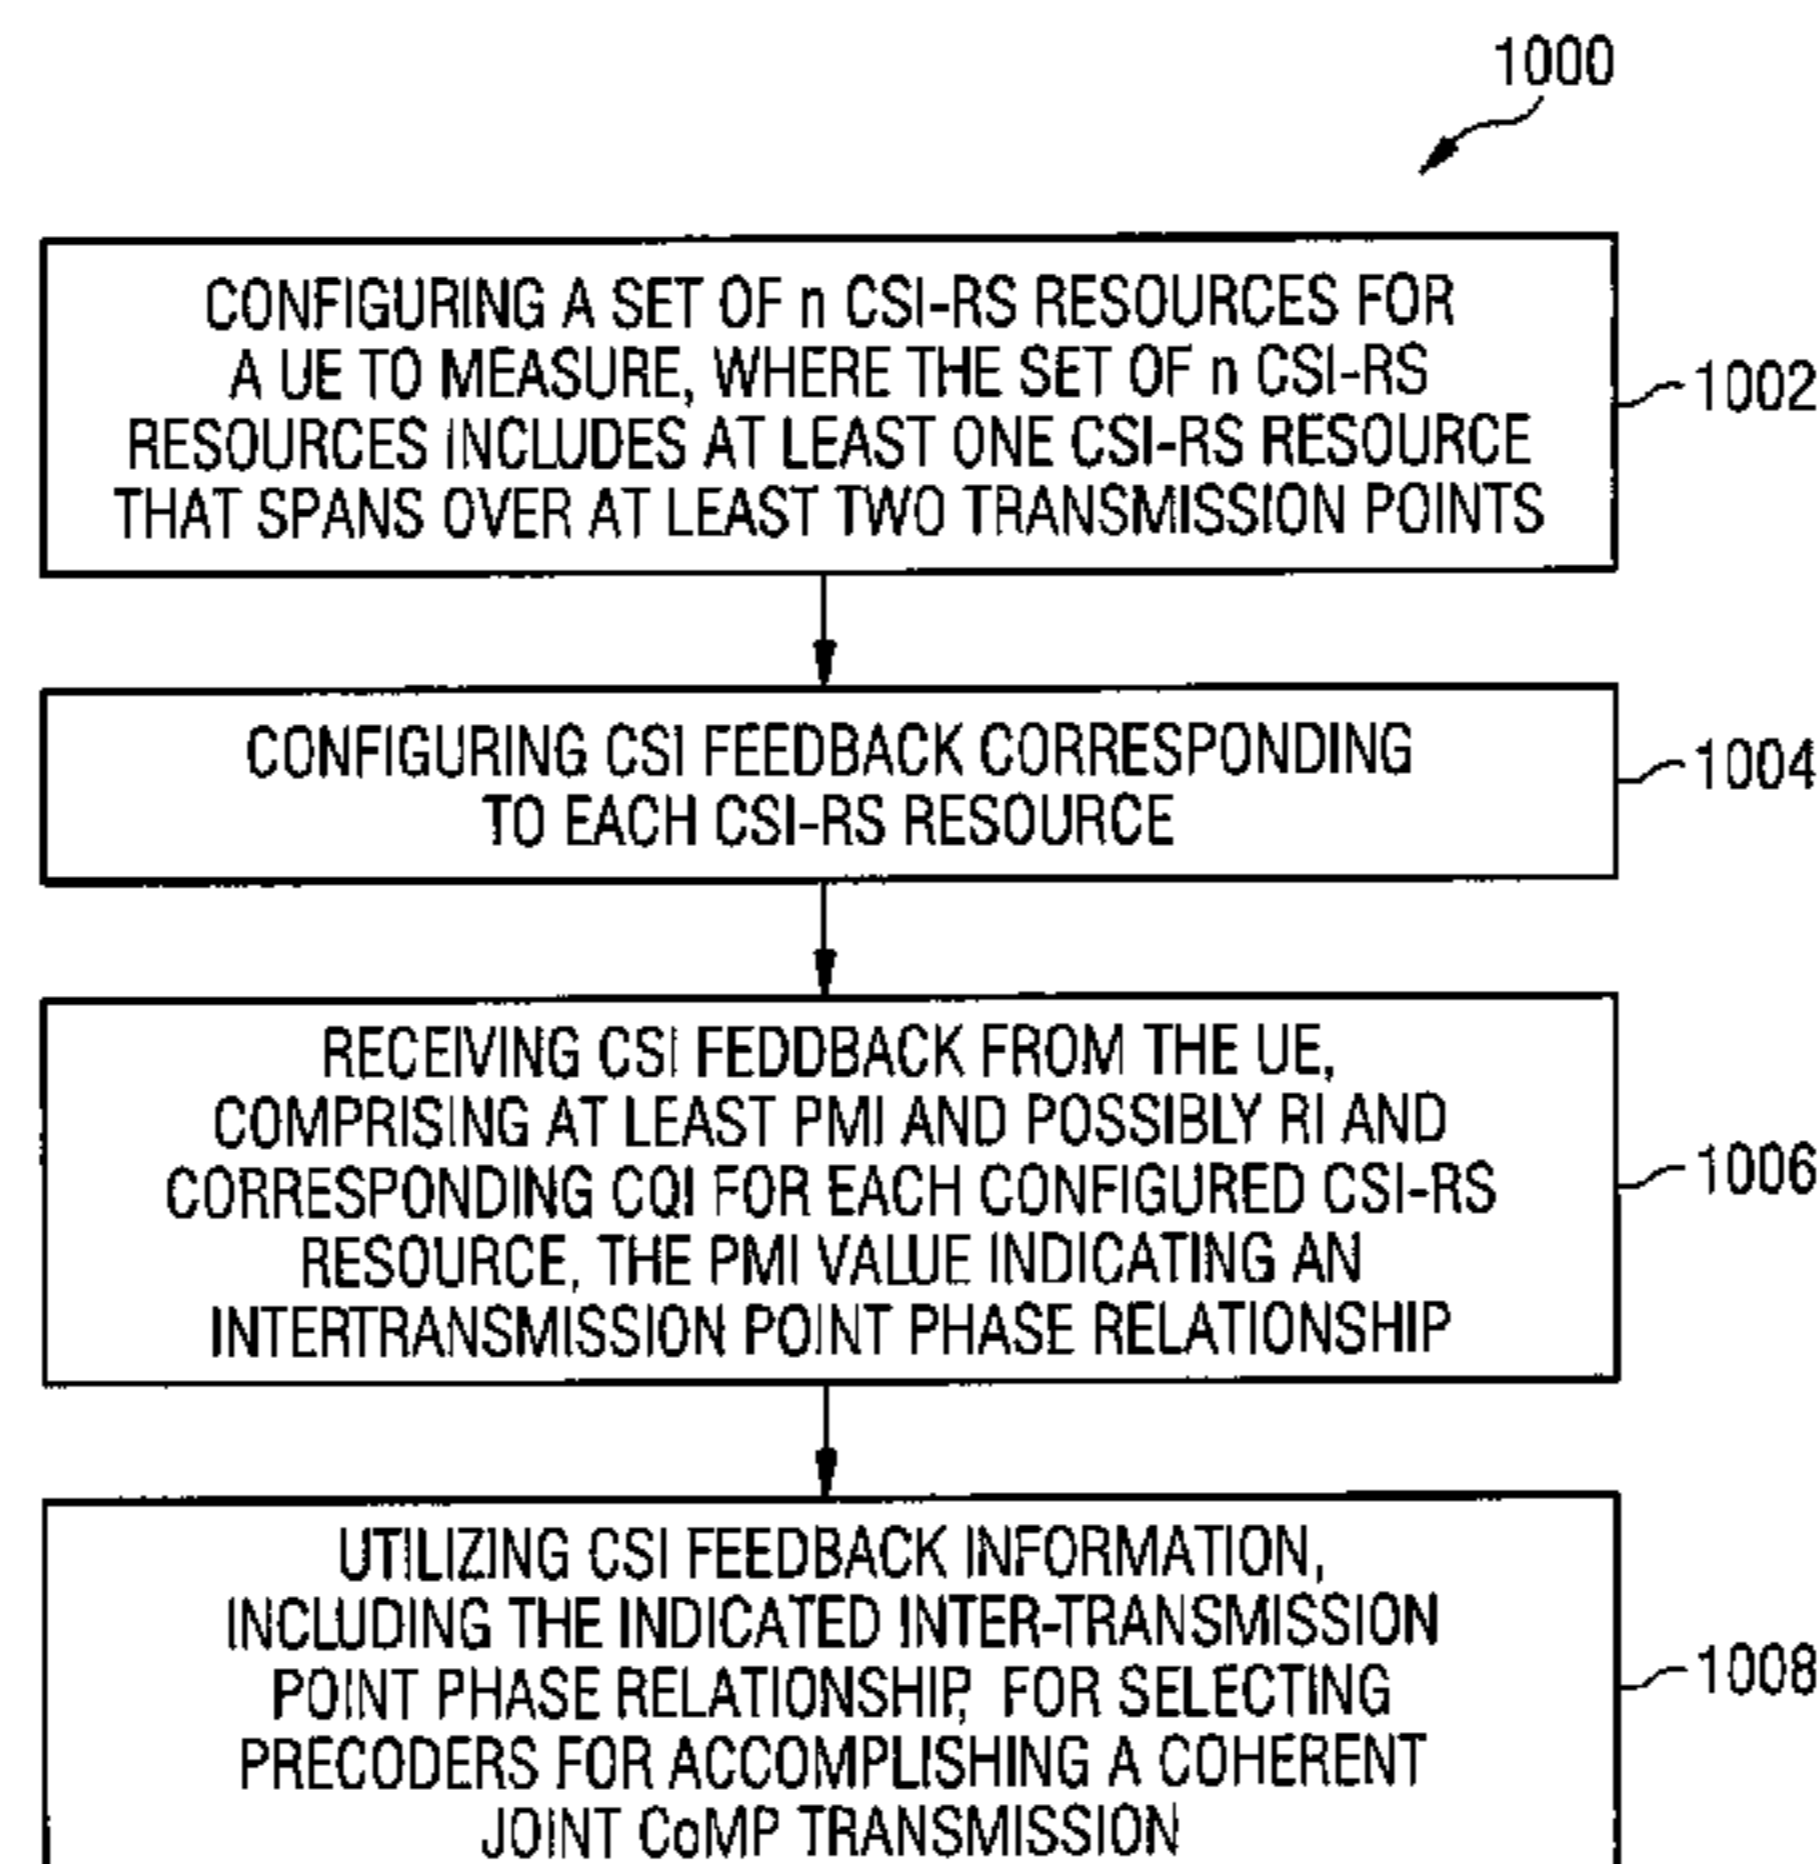 1000
CONFIGURING A SET OF n CSI-RS RESOURCES FOR
A UE TO MEASURE, WHERE THE SET OF n CSI-RS
RESOURCES INCLUDES AT LEAST ONE CSI-RS RESOURCE
THAT SPANS OVER AT LEAST TWO TRANSMISSION POINTS
1002
CONFIGURING CSI FEEDBACK CORRESPONDING
TO EACH CSI-RS RESOURCE
1004
RECEIVING CSI FEDDBACK FROM THE UE,
COMPRISING AT LEAST PMI AND POSSIBLY RI AND
CORRESPONDING CQI FOR EACH CONFIGURED CSI-RS
RESOURCE, THE PMI VALUE INDICATING AN
INTERTRANSMISSION POINT PHASE RELATIONSHIP
1006
UTILIZING CSI FEEDBACK INFORMATION,
INCLUDING THE INDICATED INTER-TRANSMISSION
POINT PHASE RELATIONSHIP, FOR SELECTING
PRECODERS FOR ACCOMPLISHING A COHERENT
JOINT CoMP TRANSMISSION
1008